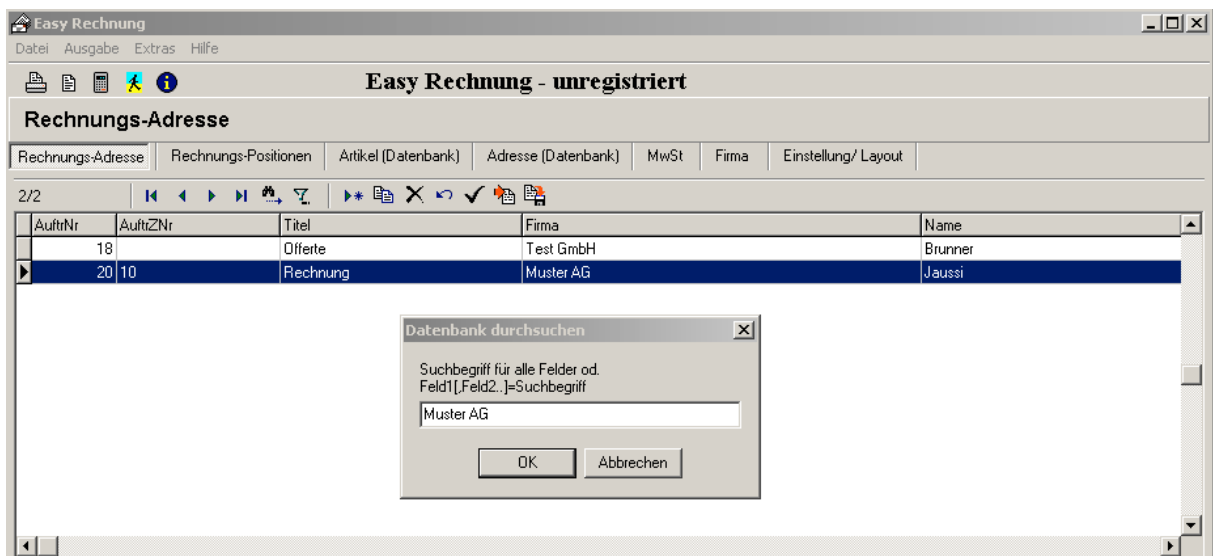 Easy Rechnung
Datei Ausgabe Extras Hilfe
Easy Rechnung - unregistriert
Rechnungs-Adresse
Rechnungs-Adresse Rechnungs-Positionen Artikel (Datenbank) Adresse (Datenbank) MwSt Firma Einstellung/ Layout
2/2
AuftrNr AuftrZNr Titel Firma Name
18 Offerte Test GmbH Brunner
20 10 Rechnung Muster AG Jaussi
Datenbank durchsuchen
Suchbegriff für alle Felder od.
Feld1[,Feld2..]=Suchbegriff
Muster AG
OK Abbrechen